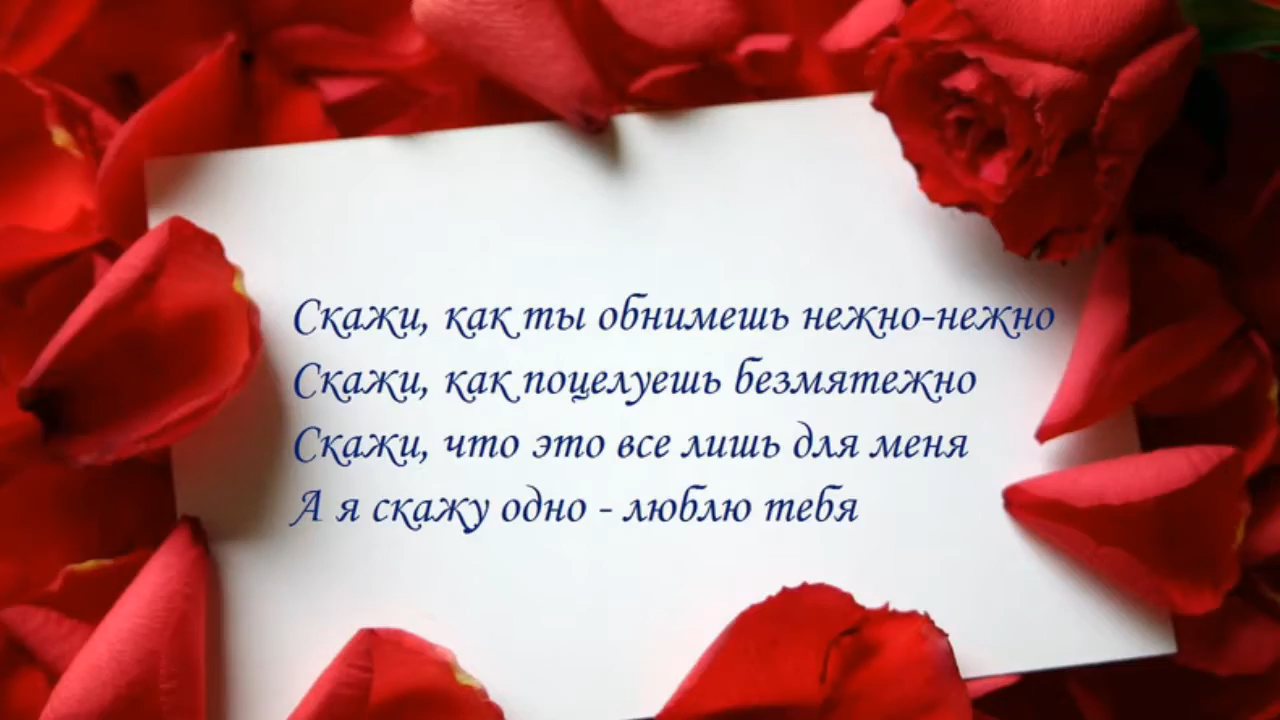 Скажи, как ты обнимешь нежно-нежно
Скажи, как поцелуешь безмятежно
Скажи, что это все лишь для меня
А я скажу одно - люблю тебя